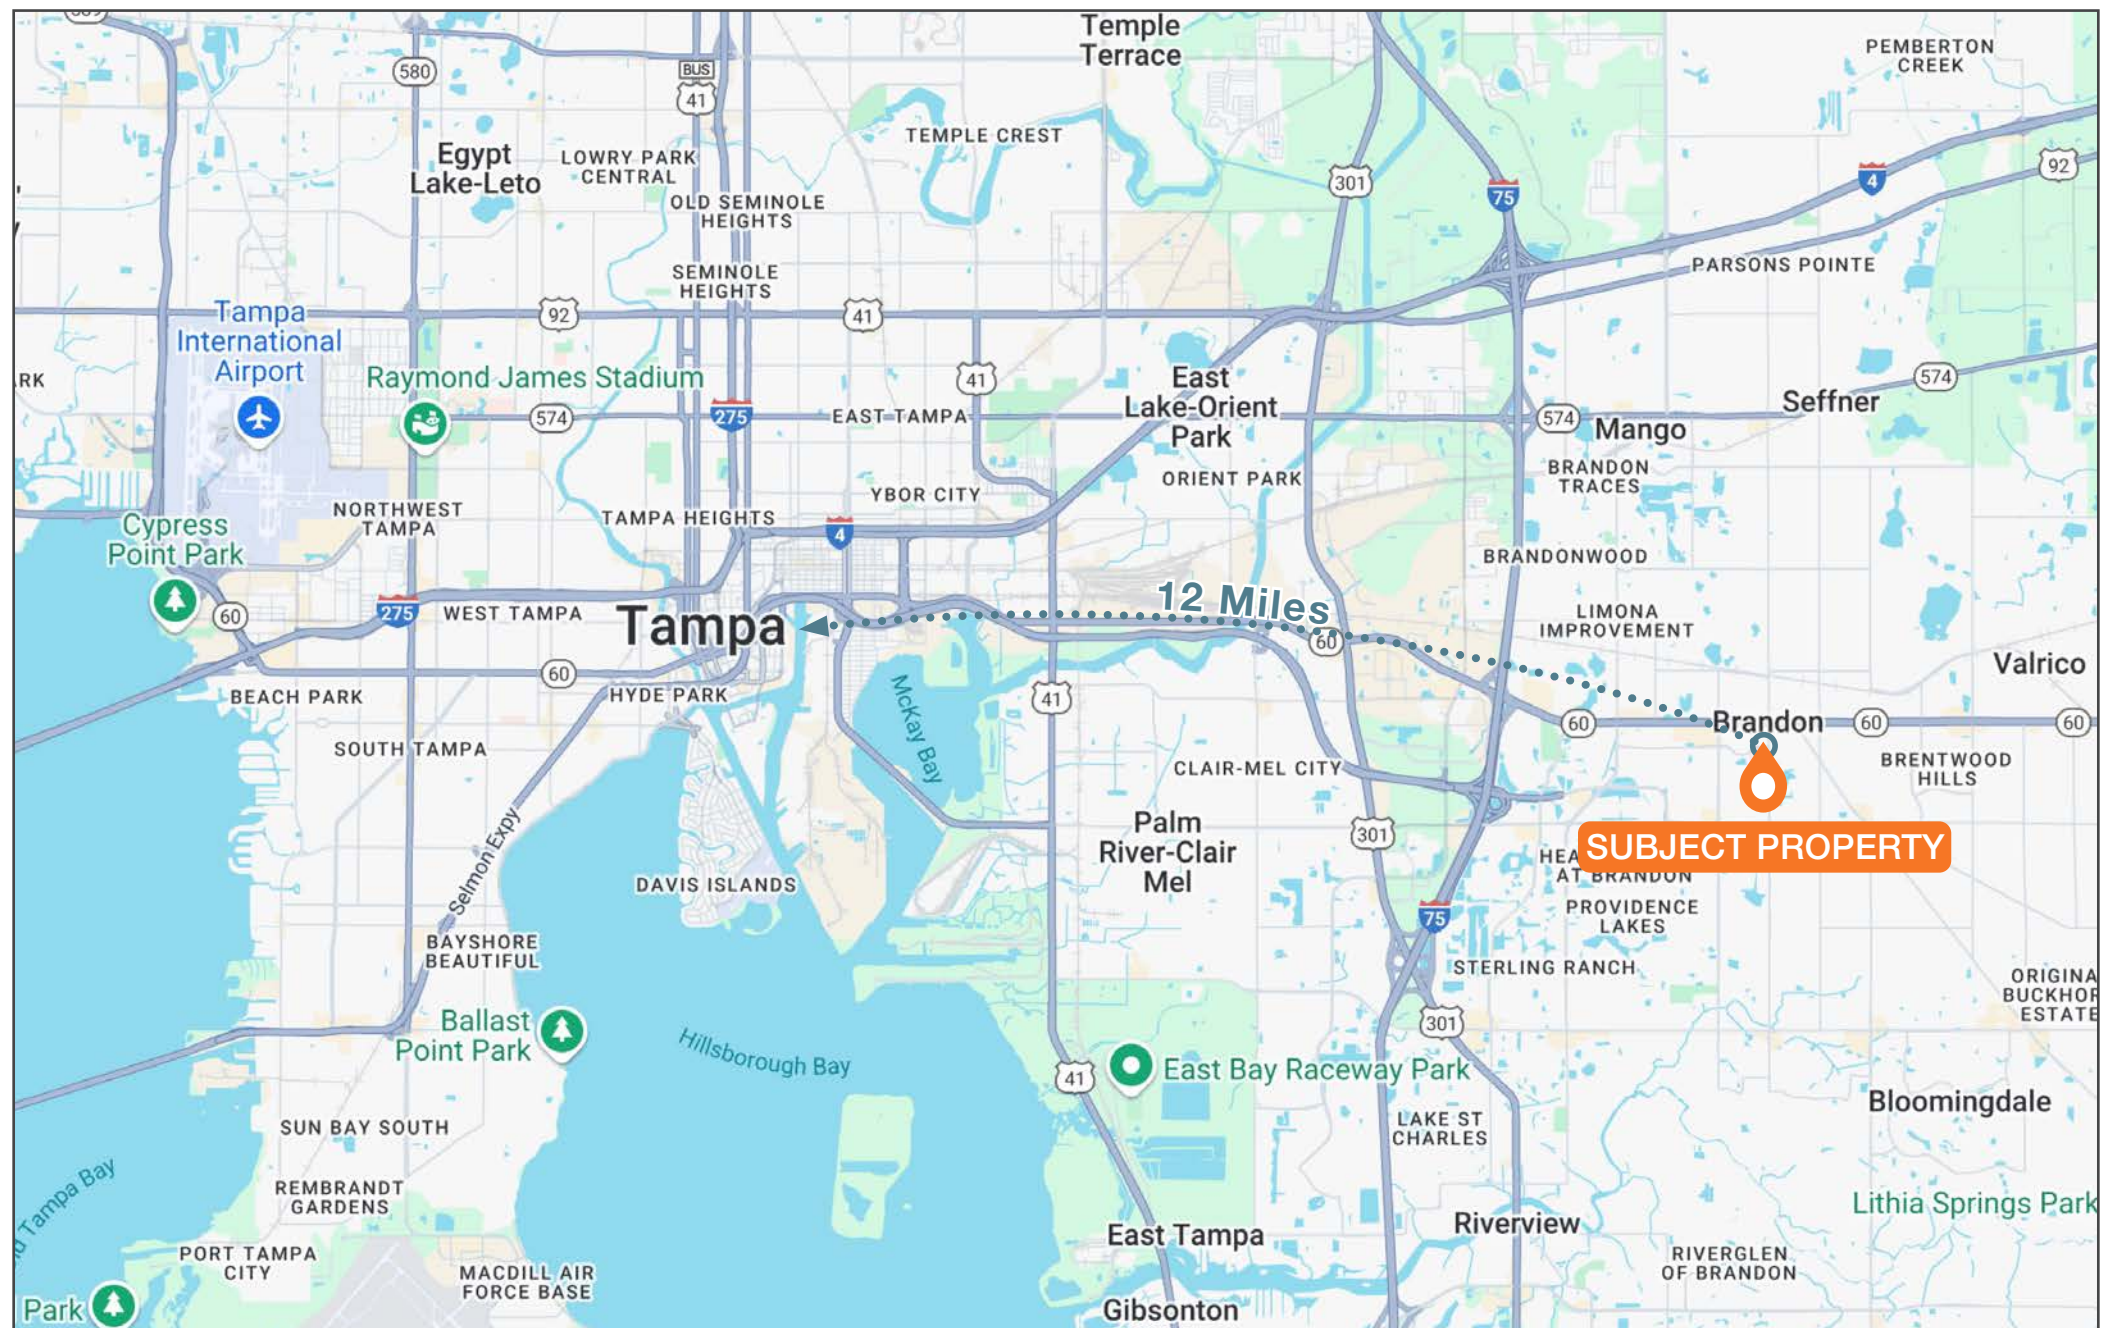 Temple
Terrace
PEMBERTON
CREEK
580
BUS
41
TEMPLE CREST
Egypt
Lake-Leto
LOWRY PARK
CENTRAL
301
75
4
92
OLD SEMINOLE
HEIGHTS
SEMINOLE
HEIGHTS
PARSONS POINTE
Tampa
International
Airport
92
41
41
Raymond James Stadium
574
275
EAST TAMPA
East
Lake-Orient
Park
574
Mango
Seffner
574
BRANDON
TRACES
ORIENT PARK
YBOR CITY
NORTHWEST
TAMPA
TAMPA HEIGHTS
Cypress
Point Park
4
BRANDONWOOD
60
275
WEST TAMPA
Tampa
12 Miles
LIMONA
IMPROVEMENT
60
Valrico
60
BEACH PARK
HYDE PARK
McKay Bay
41
60
Brandon
60
60
SOUTH TAMPA
CLAIR-MEL CITY
BRENTWOOD
HILLS
Selmon Expy
Palm
River-Clair
Mel
301
SUBJECT PROPERTY
AT BRANDON
DAVIS ISLANDS
PROVIDENCE
LAKES
75
BAYSHORE
BEAUTIFUL
STERLING RANCH
Ballast
Point Park
Hillsborough Bay
301
41
East Bay Raceway Park
Bloomingdale
SUN BAY SOUTH
LAKE ST
CHARLES
Tampa Bay
REMBRANDT
GARDENS
Lithia Springs Park
East Tampa
Riverview
PORT TAMPA
CITY
MACDILL AIR
FORCE BASE
RIVERGLEN
OF BRANDON
Park
Gibsonton